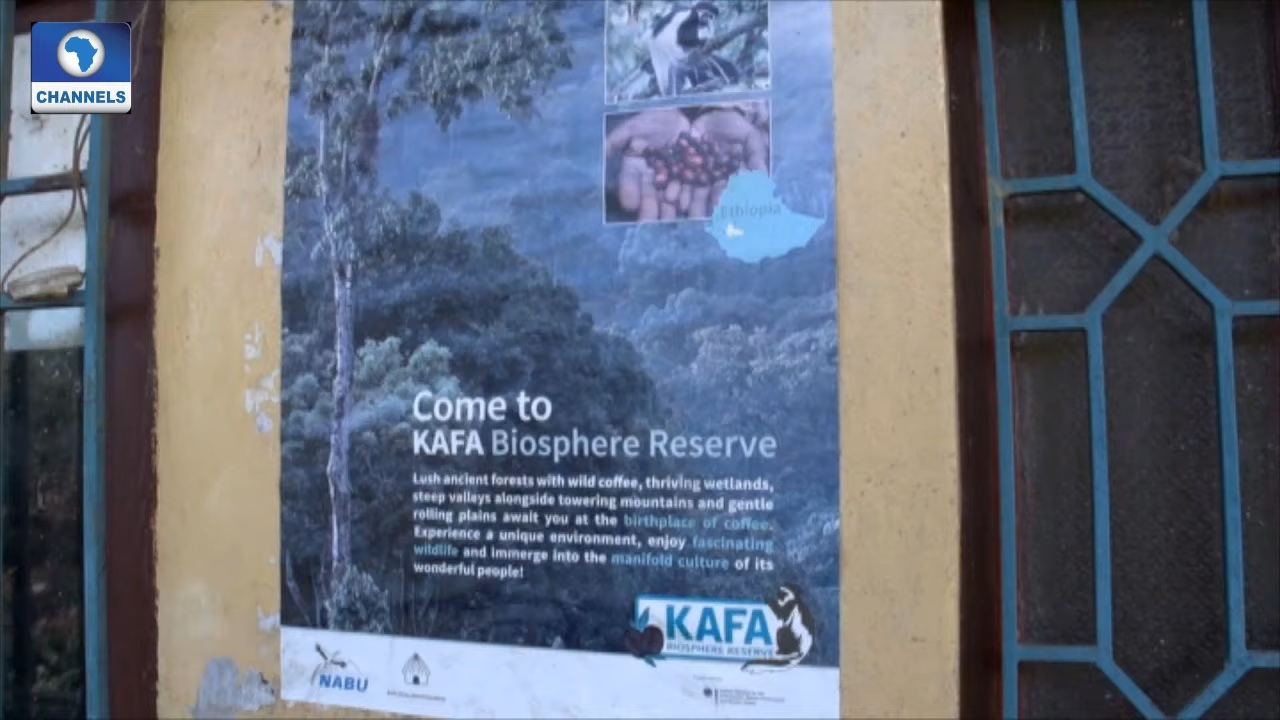 CHANNELS
Ethiopia
Come to
KAFA Biosphere Reserve
Lush ancient forests with wild coffee, thriving wetlands,
steep valleys alongside towering mountains and gentle
rolling plains await you at the birthplace of coffee.
Experience a unique environment, enjoy fascinating
wildlife and immerge into the manifold culture of its
wonderful people!
KAFA
BIOSPHERE RESERVE
NABU